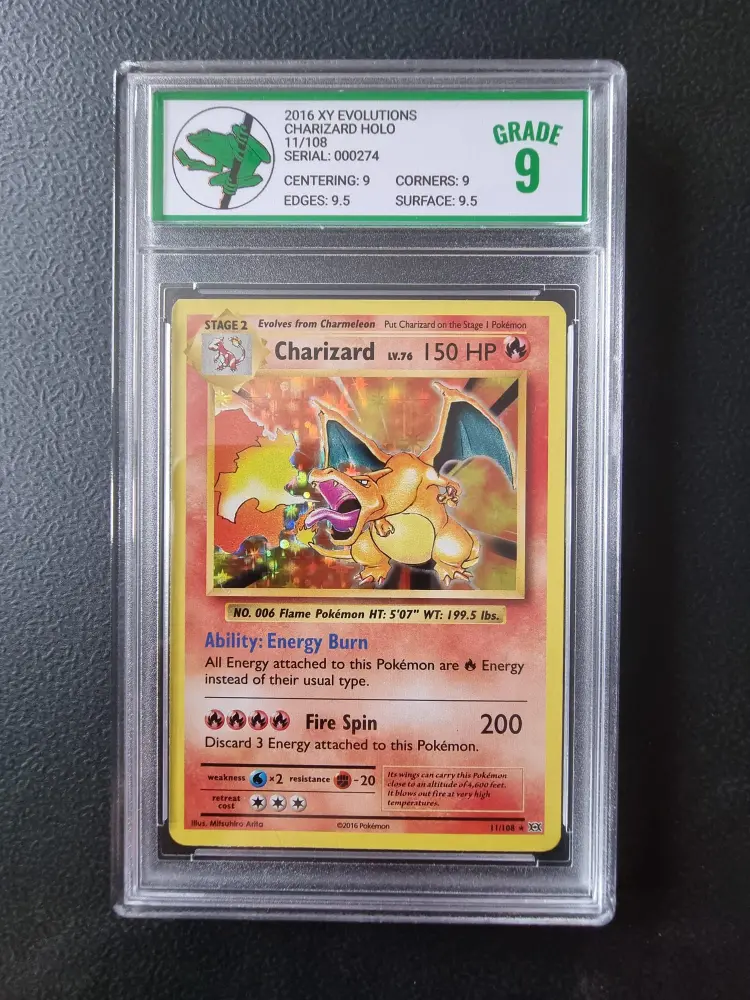 2016 XY EVOLUTIONS
CHARIZARD HOLO
11/108
SERIAL: 000274
CENTERING: 9 CORNERS: 9
EDGES: 9.5 SURFACE: 9.5
GRADE
9
STAGE 2 Evolves from Charmeleon Put Charizard on the Stage 1 Pokémon
Charizard LV.76 150 HP
NO. 006 Flame Pokémon HT: 5'07" WT: 199.5 lbs.
Ability: Energy Burn
All Energy attached to this Pokémon are Energy
instead of their usual type.
Fire Spin 200
Discard 3 Energy attached to this Pokémon.
weakness ×2 resistance -20
retreat
cost
Its wings can carry this Pokémon
close to an altitude of 4,600 feet.
It blows out fire at very high
temperatures.
Illus. Mitsuhiro Arita ©2016 Pokémon 11/108 ★ XY